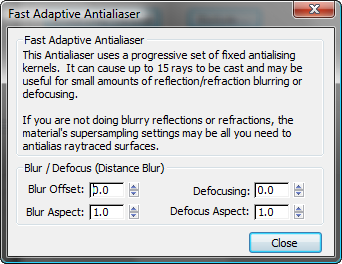 Fast Adaptive Antialiaser
Fast Adaptive Antialiaser
This Antialiaser uses a progressive set of fixed antialising
kernels. It can cause up to 15 rays to be cast and may be
useful for small amounts of reflection/refraction blurring or
defocusing.
If you are not doing blurry reflections or refractions, the
material's supersampling settings may be all you need to
antialias raytraced surfaces.
Blur / Defocus (Distance Blur)
Blur Offset: 0.0 Defocusing: 0.0
Blur Aspect: 1.0 Defocus Aspect: 1.0
Close